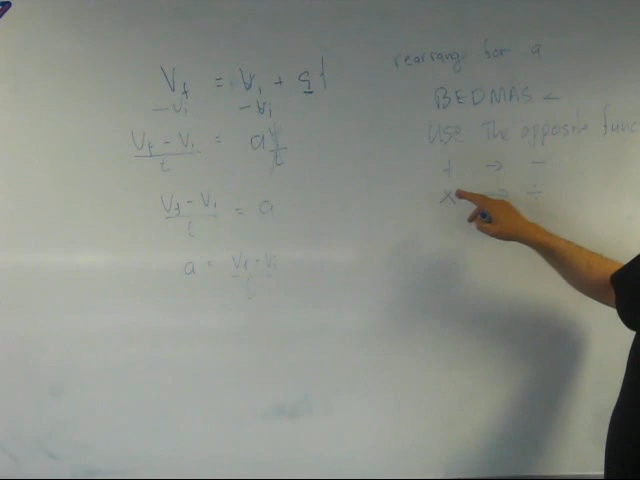 Vf = Vi + at
-Vi -Vi
Vf - Vi = at
t t
Vf - Vi = a
t
a = Vf - Vi
t
rearrange for a
BEDMAS ←
Use the opposite func
+ → -
× → ÷